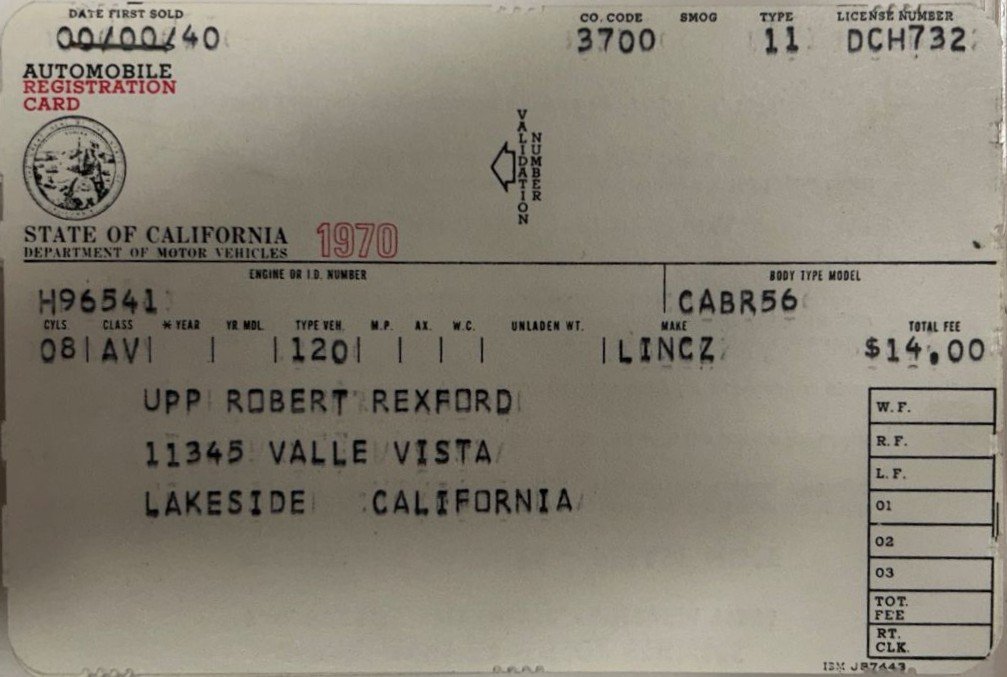 DATE FIRST SOLD CO. CODE SMOG TYPE LICENSE NUMBER
00/00/40 3700 11 DCH732
AUTOMOBILE
REGISTRATION
CARD
VALIDATION
NUMBER
STATE OF CALIFORNIA 1970
DEPARTMENT OF MOTOR VEHICLES
ENGINE OR I.D. NUMBER BODY TYPE MODEL
H96541 CABR56
CYLS CLASS * YEAR YR MDL. TYPE VEH. M.P. AX. W.C. UNLADEN WT. MAKE TOTAL FEE
08 AV 120 LINCZ $14.00
UPP ROBERT REXFORD
11345 VALLE VISTA
LAKESIDE CALIFORNIA
W.F.
R.F.
L.F.
01
02
03
TOT.
FEE
RT.
CLK.
IBM J87443